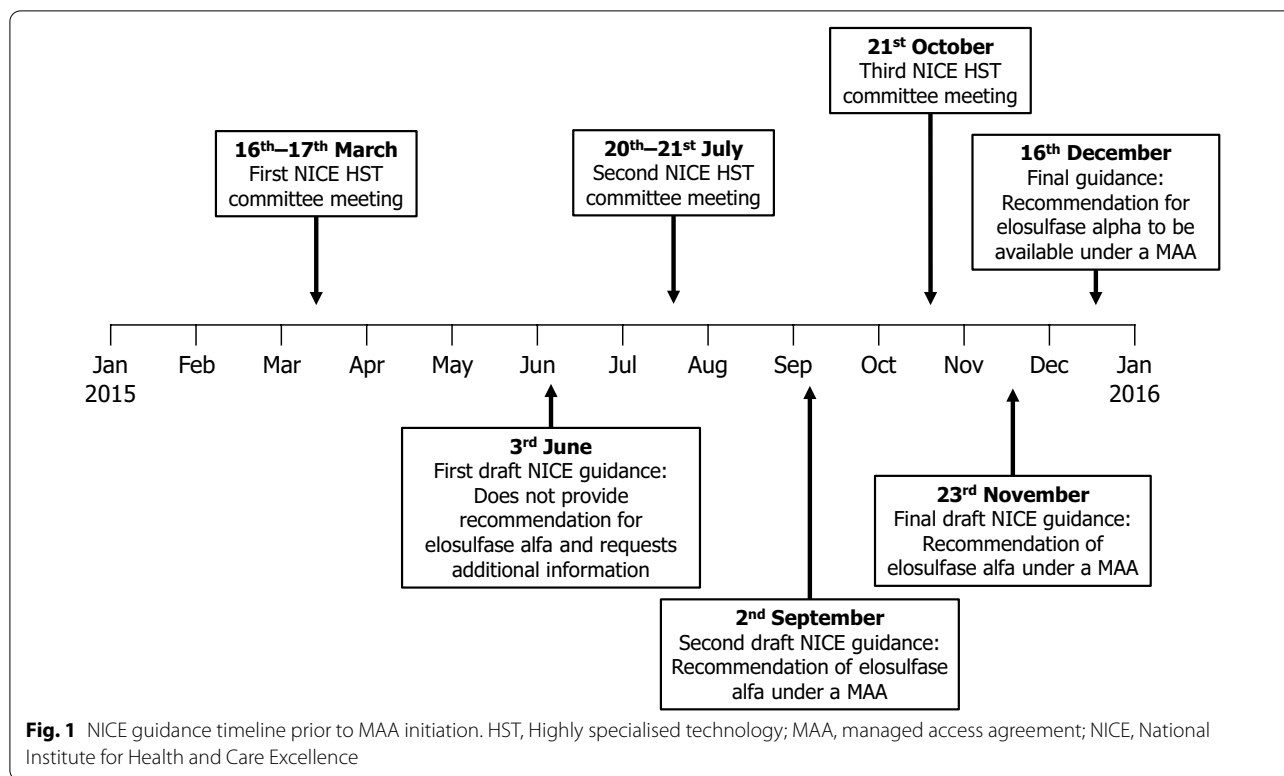 16th–17th March
First NICE HST
committee meeting
20th–21st July
Second NICE HST
committee meeting
21st October
Third NICE HST
committee meeting
16th December
Final guidance:
Recommendation for
elosulfase alpha to be
available under a MAA
Jan
2015
Feb
Mar
Apr
May
Jun
Jul
Aug
Sep
Oct
Nov
Dec
Jan
2016
3rd June
First draft NICE guidance:
Does not provide
recommendation for
elosulfase alfa and requests
additional information
2nd September
Second draft NICE guidance:
Recommendation of elosulfase
alfa under a MAA
23rd November
Final draft NICE guidance:
Recommendation of
elosulfase alfa under a MAA
Fig. 1 NICE guidance timeline prior to MAA initiation. HST, Highly specialised technology; MAA, managed access agreement; NICE, National
Institute for Health and Care Excellence